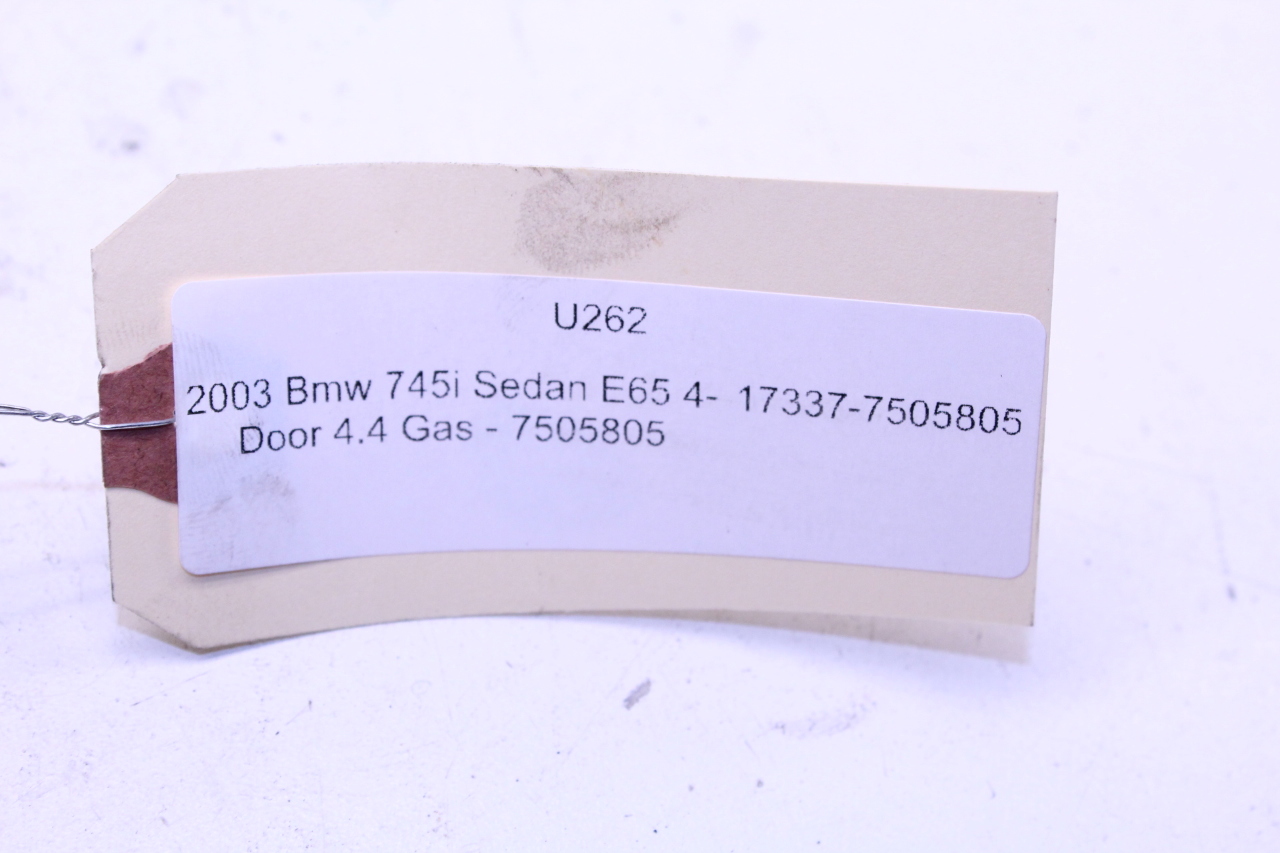 U262
2003 Bmw 745i Sedan E65 4- 17337-7505805
Door 4.4 Gas - 7505805